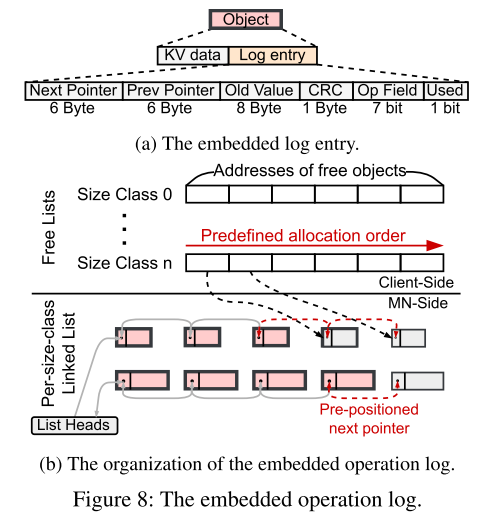 Object
KV data Log entry
Next Pointer Prev Pointer Old Value CRC Op Field Used
6 Byte 6 Byte 8 Byte 1 Byte 7 bit 1 bit
(a) The embedded log entry.
Addresses of free objects
Free Lists
Size Class 0
Predefined allocation order
Size Class n
Client-Side
MN-Side
Per-size-class
Linked List
List Heads
Pre-positioned
next pointer
(b) The organization of the embedded operation log.
Figure 8: The embedded operation log.